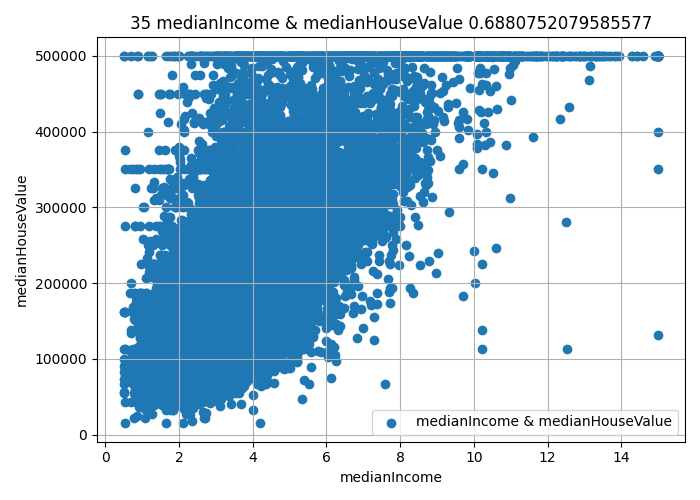 35 medianIncome & medianHouseValue 0.6880752079585577
500000
400000
300000
200000
100000
0
medianHouseValue
medianIncome & medianHouseValue
0 2 4 6 8 10 12 14
medianIncome